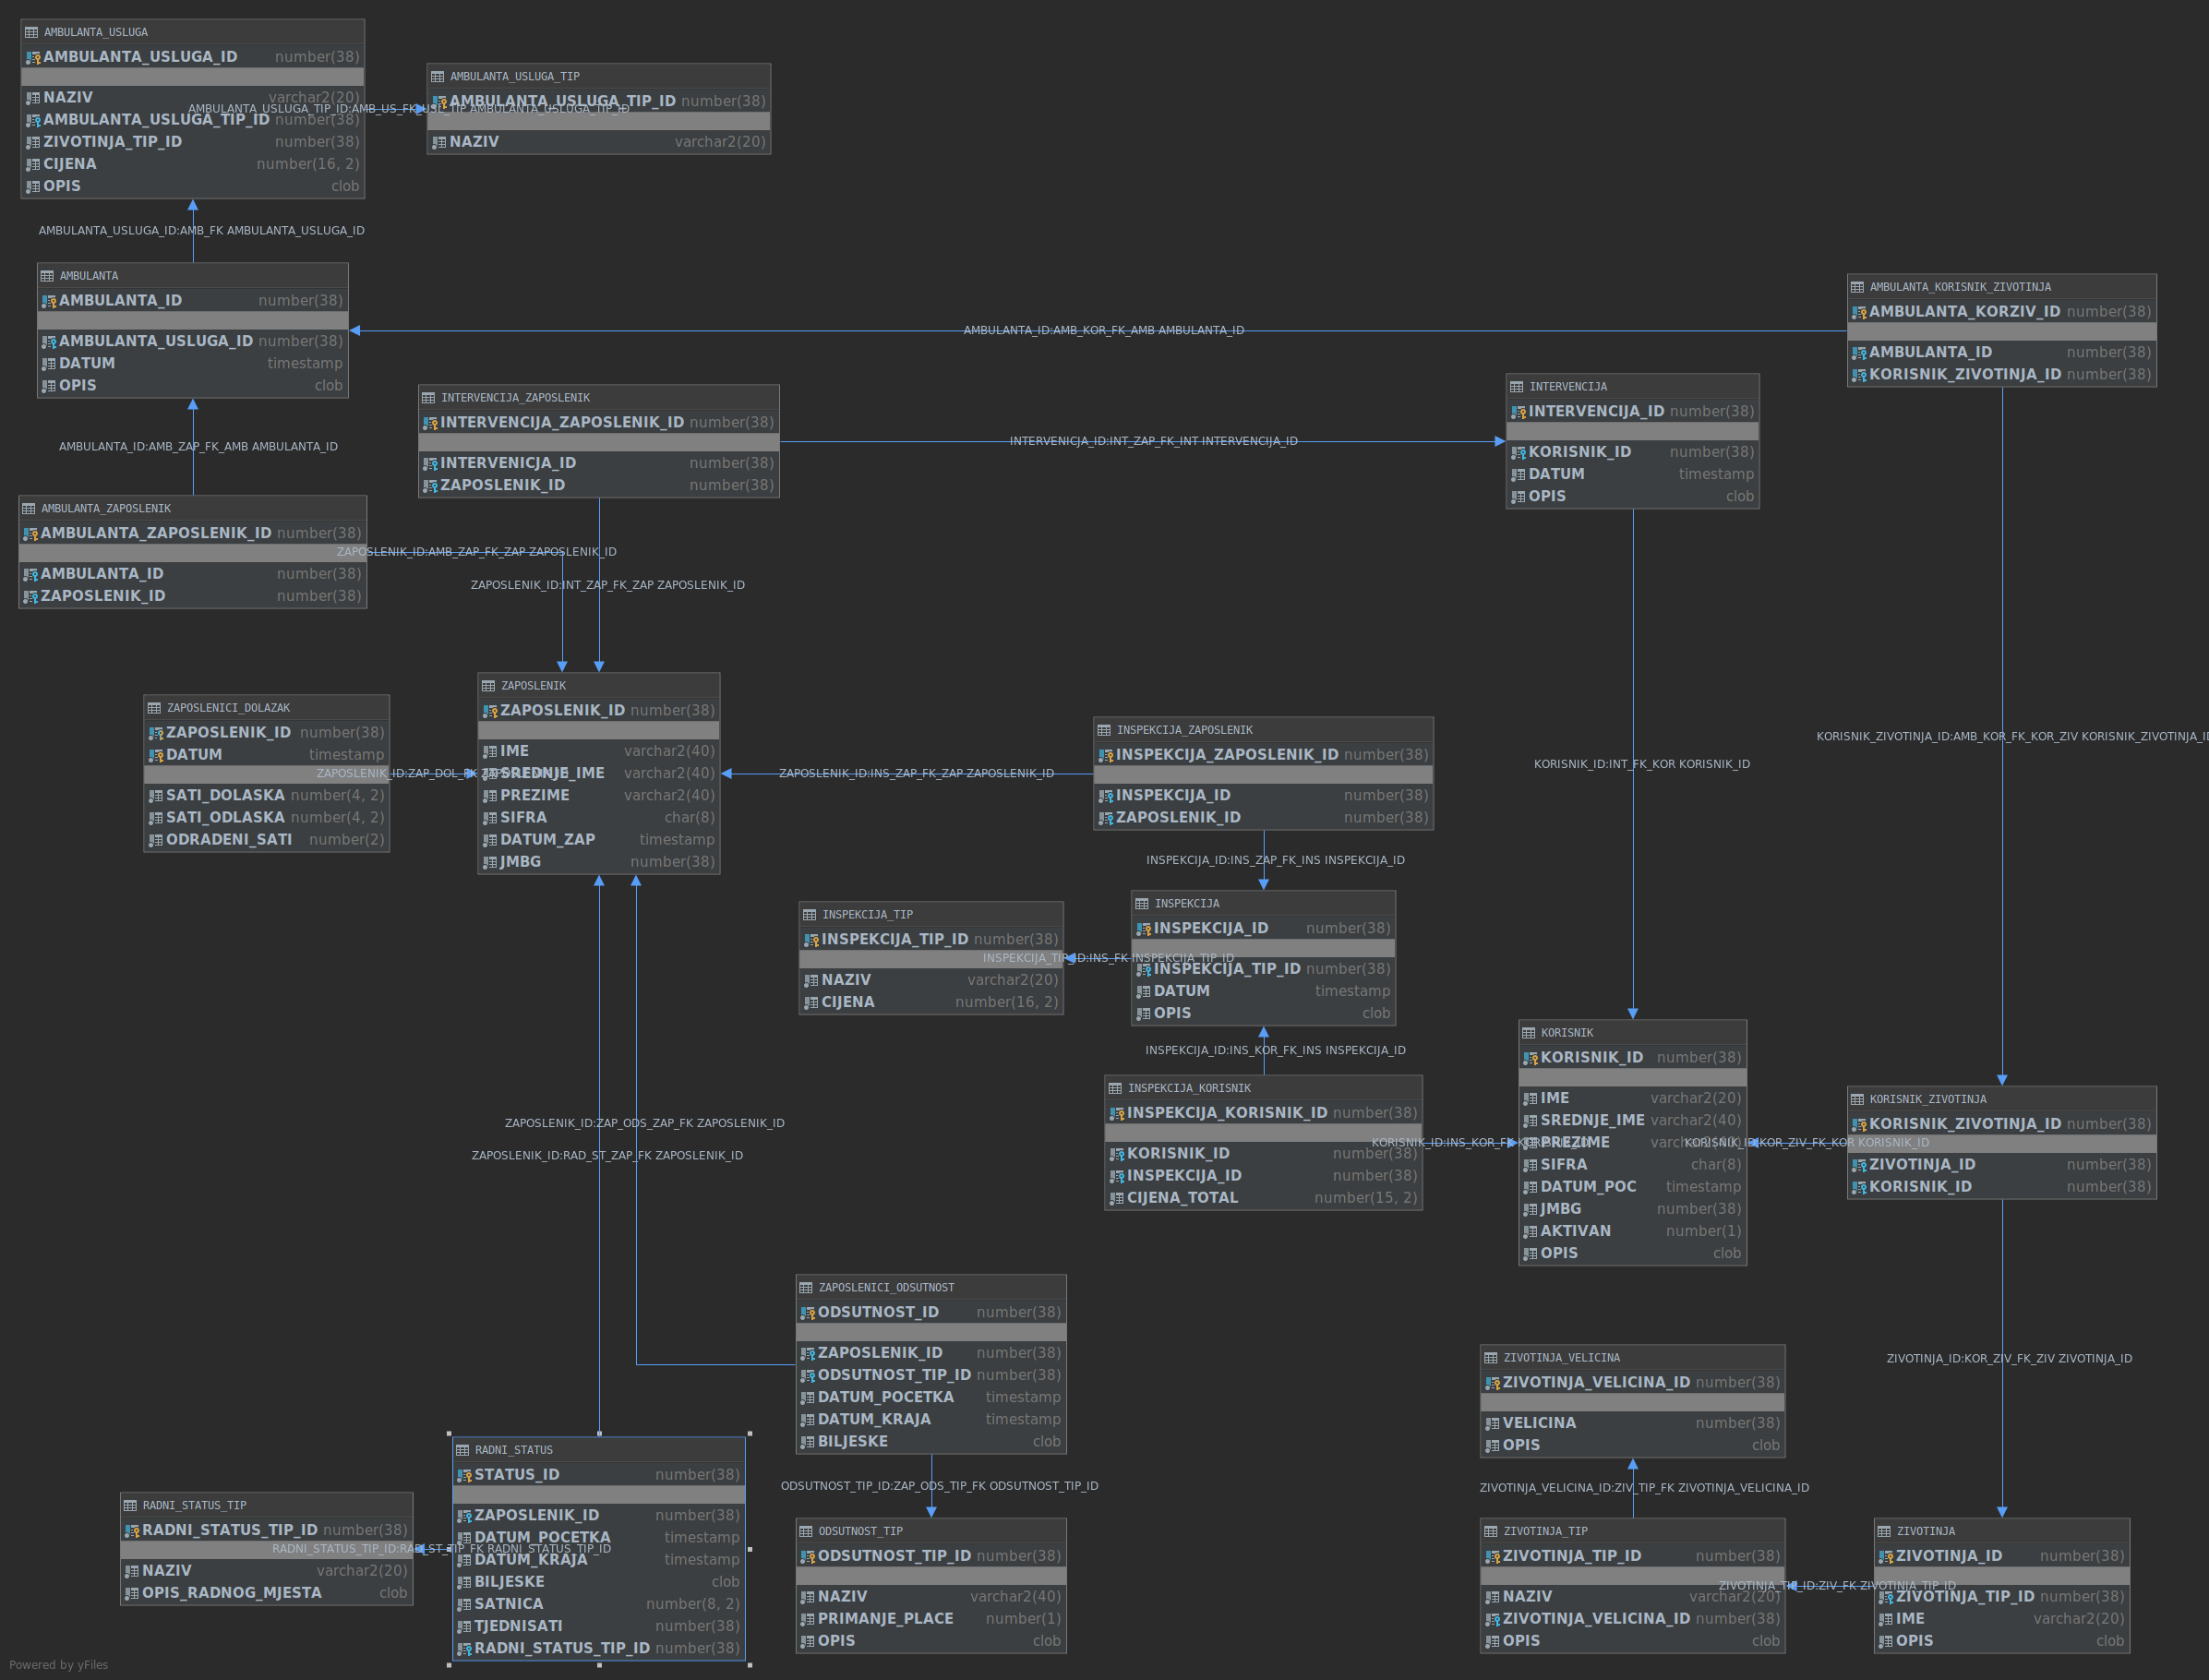 AMBULANTA_USLUGA
AMBULANTA_USLUGA_ID number(38)
NAZIV varchar2(20)
AMBULANTA_USLUGA_TIP_ID number(38)
ZIVOTINJA_TIP_ID number(38)
CIJENA number(16, 2)
OPIS clob
AMBULANTA_USLUGA_TIP
AMBULANTA_USLUGA_TIP_ID number(38)
NAZIV varchar2(20)
AMBULANTA_USLUGA_TIP_ID:AMB_US_FK_USL_TIP AMBULANTA_USLUGA_TIP_ID
AMBULANTA_USLUGA_ID:AMB_FK AMBULANTA_USLUGA_ID
AMBULANTA
AMBULANTA_ID number(38)
AMBULANTA_USLUGA_ID number(38)
DATUM timestamp
OPIS clob
AMBULANTA_KORISNIK_ZIVOTINJA
AMBULANTA_KORZIV_ID number(38)
AMBULANTA_ID number(38)
KORISNIK_ZIVOTINJA_ID number(38)
AMBULANTA_ID:AMB_KOR_FK_AMB AMBULANTA_ID
INTERVENCIJA_ZAPOSLENIK
INTERVENCIJA_ZAPOSLENIK_ID number(38)
INTERVENICJA_ID number(38)
ZAPOSLENIK_ID number(38)
INTERVENICJA_ID:INT_ZAP_FK_INT INTERVENCIJA_ID
INTERVENCIJA
INTERVENCIJA_ID number(38)
KORISNIK_ID number(38)
DATUM timestamp
OPIS clob
AMBULANTA_ID:AMB_ZAP_FK_AMB AMBULANTA_ID
AMBULANTA_ZAPOSLENIK
AMBULANTA_ZAPOSLENIK_ID number(38)
AMBULANTA_ID number(38)
ZAPOSLENIK_ID number(38)
ZAPOSLENIK_ID:AMB_ZAP_FK_ZAP ZAPOSLENIK_ID
ZAPOSLENIK_ID:INT_ZAP_FK_ZAP ZAPOSLENIK_ID
ZAPOSLENICI_DOLAZAK
ZAPOSLENIK_ID number(38)
DATUM timestamp
SATI_DOLASKA number(4, 2)
SATI_ODLASKA number(4, 2)
ODRADENI_SATI number(2)
ZAPOSLENIK
ZAPOSLENIK_ID number(38)
IME varchar2(40)
SREDNJE_IME varchar2(40)
PREZIME varchar2(40)
SIFRA char(8)
DATUM_ZAP timestamp
JMBG number(38)
INSPEKCIJA_ZAPOSLENIK
INSPEKCIJA_ZAPOSLENIK_ID number(38)
INSPEKCIJA_ID number(38)
ZAPOSLENIK_ID number(38)
ZAPOSLENIK_ID:INS_ZAP_FK_ZAP ZAPOSLENIK_ID
KORISNIK_ZIVOTINJA_ID:AMB_KOR_FK_KOR_ZIV KORISNIK_ZIVOTINJA_ID
KORISNIK_ID:INT_FK_KOR KORISNIK_ID
INSPEKCIJA_ID:INS_ZAP_FK_INS INSPEKCIJA_ID
INSPEKCIJA_TIP
INSPEKCIJA_TIP_ID number(38)
NAZIV varchar2(20)
CIJENA number(16, 2)
INSPEKCIJA
INSPEKCIJA_ID number(38)
INSPEKCIJA_TIP_ID number(38)
DATUM timestamp
OPIS clob
INSPEKCIJA_TIP_ID:INS_FK INSPEKCIJA_TIP_ID
INSPEKCIJA_ID:INS_KOR_FK_INS INSPEKCIJA_ID
INSPEKCIJA_KORISNIK
INSPEKCIJA_KORISNIK_ID number(38)
KORISNIK_ID number(38)
INSPEKCIJA_ID number(38)
CIJENA_TOTAL number(15, 2)
KORISNIK
KORISNIK_ID number(38)
IME varchar2(20)
SREDNJE_IME varchar2(40)
PREZIME
SIFRA char(8)
DATUM_POC timestamp
JMBG number(38)
AKTIVAN number(1)
OPIS clob
KORISNIK_ZIVOTINJA
KORISNIK_ZIVOTINJA_ID number(38)
ZIVOTINJA_ID number(38)
KORISNIK_ID number(38)
KORISNIK_ID:KOR_ZIV_FK_KOR KORISNIK_ID
ZAPOSLENIK_ID:ZAP_ODS_ZAP_FK ZAPOSLENIK_ID
ZAPOSLENIK_ID:RAD_ST_ZAP_FK ZAPOSLENIK_ID
ZAPOSLENICI_ODSUTNOST
ODSUTNOST_ID number(38)
ZAPOSLENIK_ID number(38)
ODSUTNOST_TIP_ID number(38)
DATUM_POCETKA timestamp
DATUM_KRAJA timestamp
BILJESKE clob
ZIVOTINJA_VELICINA
ZIVOTINJA_VELICINA_ID number(38)
VELICINA number(38)
OPIS clob
ZIVOTINJA_ID:KOR_ZIV_FK_ZIV ZIVOTINJA_ID
RADNI_STATUS
STATUS_ID number(38)
ZAPOSLENIK_ID number(38)
DATUM_POCETKA timestamp
DATUM_KRAJA timestamp
BILJESKE clob
SATNICA number(8, 2)
TJEDNISATI number(38)
RADNI_STATUS_TIP_ID number(38)
RADNI_STATUS_TIP
RADNI_STATUS_TIP_ID number(38)
NAZIV varchar2(20)
OPIS_RADNOG_MJESTA clob
RADNI_STATUS_TIP_ID:RAD_ST_TIP_FK RADNI_STATUS_TIP_ID
ODSUTNOST_TIP_ID:ZAP_ODS_TIP_FK ODSUTNOST_TIP_ID
ODSUTNOST_TIP
ODSUTNOST_TIP_ID number(38)
NAZIV varchar2(40)
PRIMANJE_PLACE number(1)
OPIS clob
ZIVOTINJA_VELICINA_ID:ZIV_TIP_FK ZIVOTINJA_VELICINA_ID
ZIVOTINJA_TIP
ZIVOTINJA_TIP_ID number(38)
NAZIV varchar2(20)
ZIVOTINJA_VELICINA_ID number(38)
OPIS clob
ZIVOTINJA
ZIVOTINJA_ID number(38)
ZIVOTINJA_TIP_ID number(38)
IME varchar2(20)
OPIS clob
ZIVOTINJA_TIP_ID:ZIV_FK ZIVOTINJA_TIP_ID
Powered by yFiles